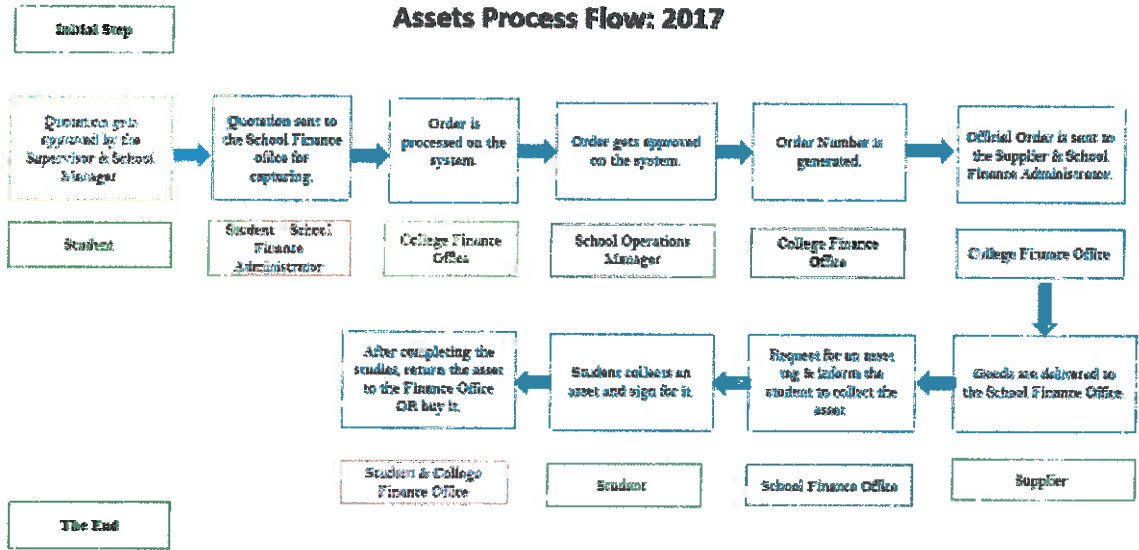 Assets Process Flow: 2017
Initial Step
Quotation gets
approved by the
Supervisor & School
Manager
Quotation sent to
the School Finance
office for
capturing.
Order is
processed on the
system.
Order gets approved
on the system.
Order Number is
generated.
Official Order is sent to
the Supplier & School
Finance Administrator.
Student
Student School
Finance
Administrator
College Finance
Office
School Operations
Manager
College Finance
Office
College Finance Office
After completing the
studies, return the asset
to the Finance Office
OR buy it.
Student collects an
asset and sign for it.
Request for an asset
tag & inform the
student to collect the
asset
Goods are delivered to
the School Finance Office
Student & College
Finance Office
Student
School Finance Office
Supplier
The End